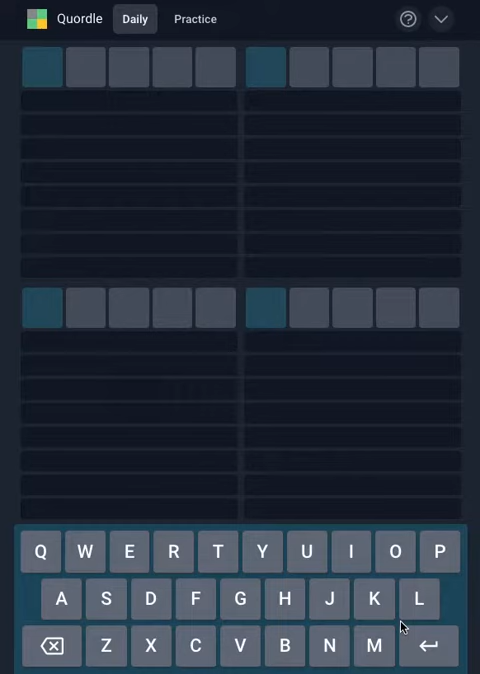 Quordle Daily Practice ?
Q W E R T Y U I O P
A S D F G H J K L
Z X C V B N M